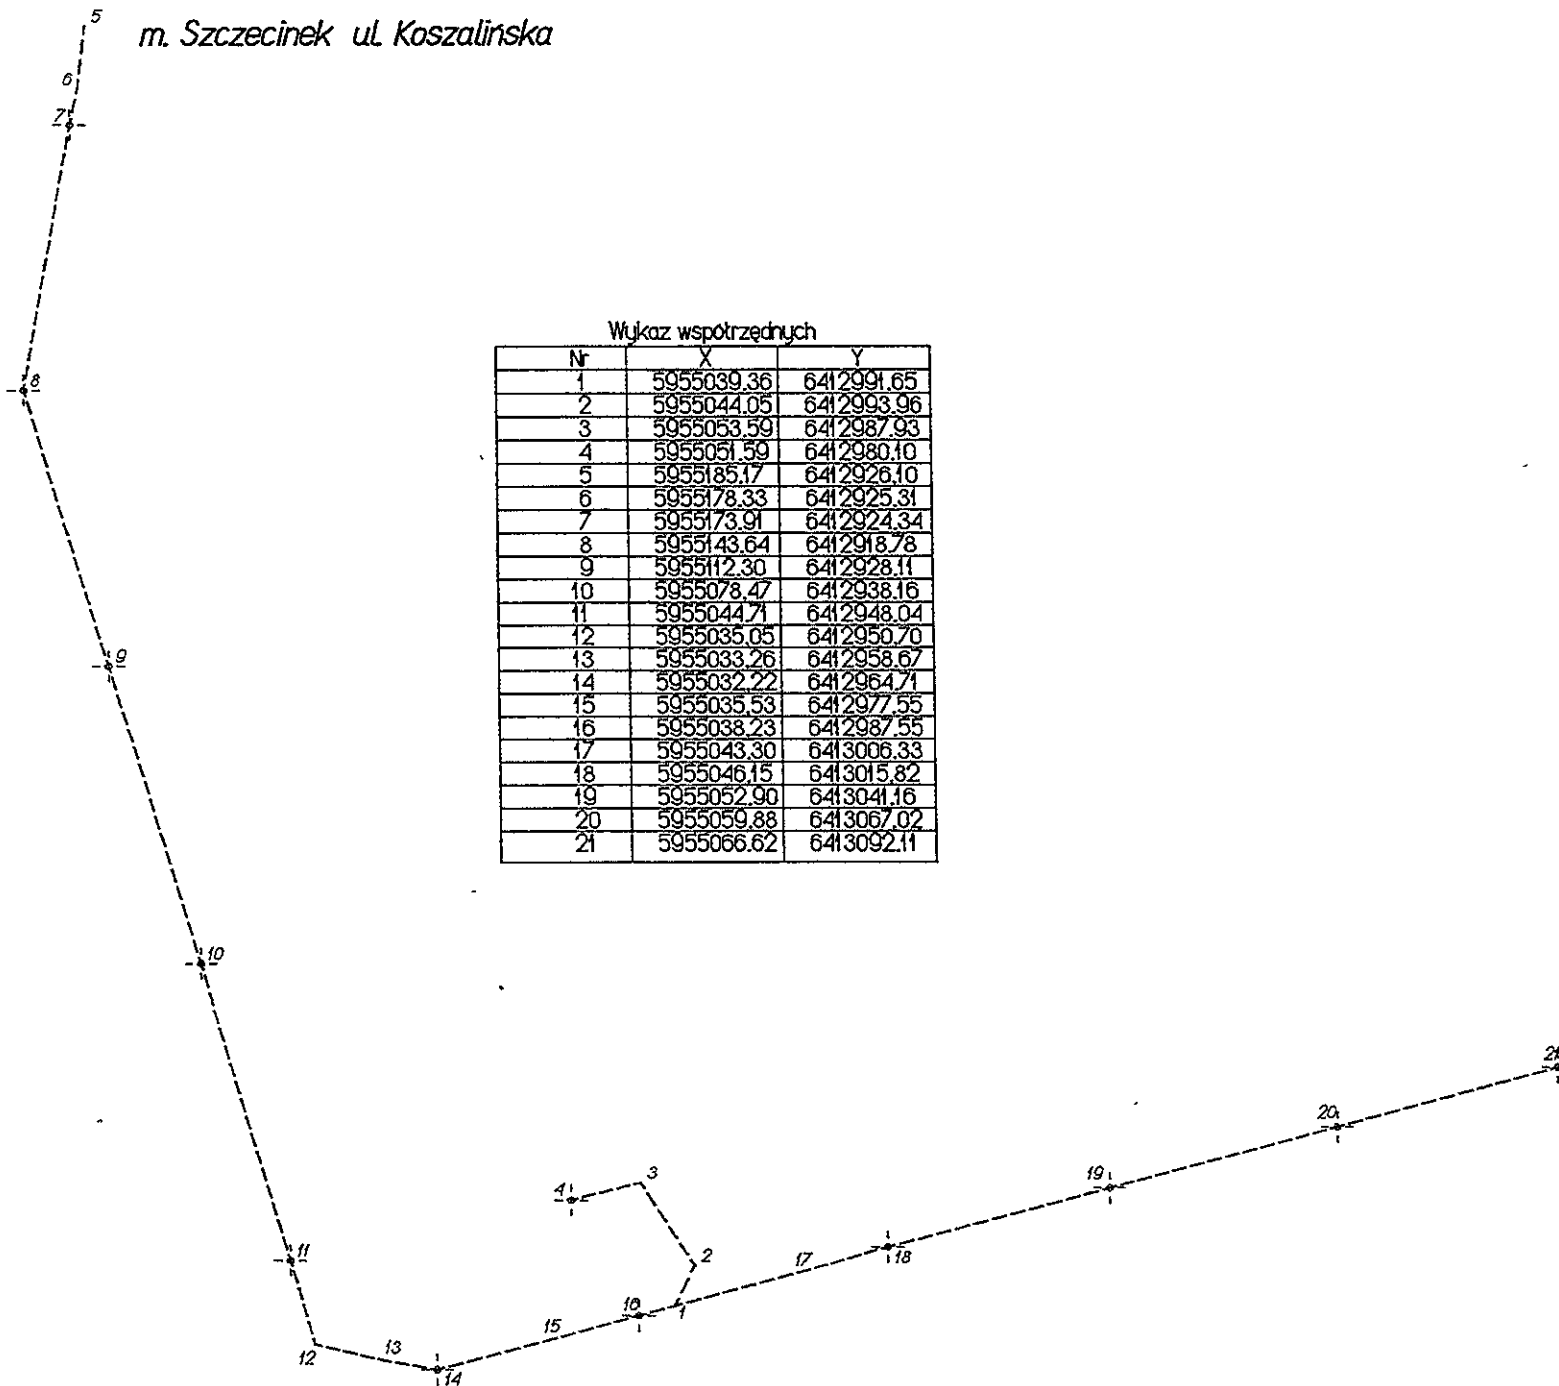 5
m. Szczecinek ul. Koszalińska
6
7
8
Wykaz współrzędnych
Nr X Y
1 5955039.36 6412991.65
2 5955044.05 6412993.96
3 5955053.59 6412987.93
4 5955051.59 6412980.10
5 5955185.17 6412926.10
6 5955178.33 6412925.31
7 5955173.91 6412924.34
8 5955143.64 6412918.78
9 5955112.30 6412928.11
10 5955078.47 6412938.16
11 5955044.71 6412948.04
12 5955035.05 6412950.70
13 5955033.26 6412958.67
14 5955032.22 6412964.71
15 5955035.53 6412977.55
16 5955038.23 6412987.55
17 5955043.30 6413006.33
18 5955046.15 6413015.82
19 5955052.90 6413041.16
20 5955059.88 6413067.02
21 5955066.62 6413092.11
9
10
21
20
19
3
4
11
2
17
18
16
1
15
13
12
14